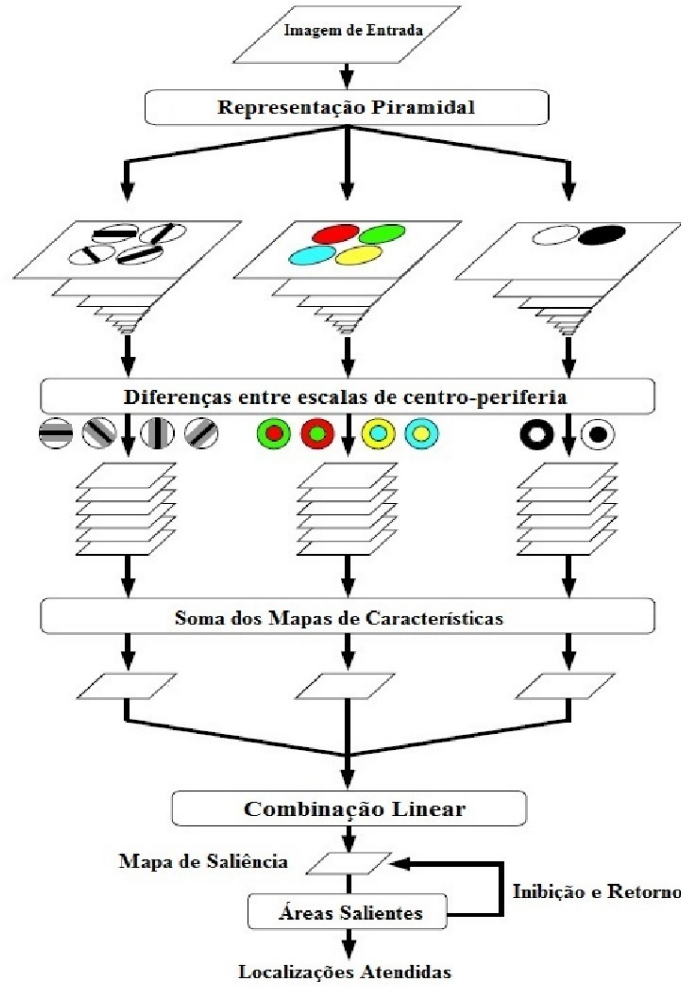 Imagem de Entrada
Representação Piramidal
Diferenças entre escalas de centro-periferia
Soma dos Mapas de Característificas
Combinação Linear
Mapa de Saliência
Inibição e Retorno
Áreas Salientes
Localizações Atendidas